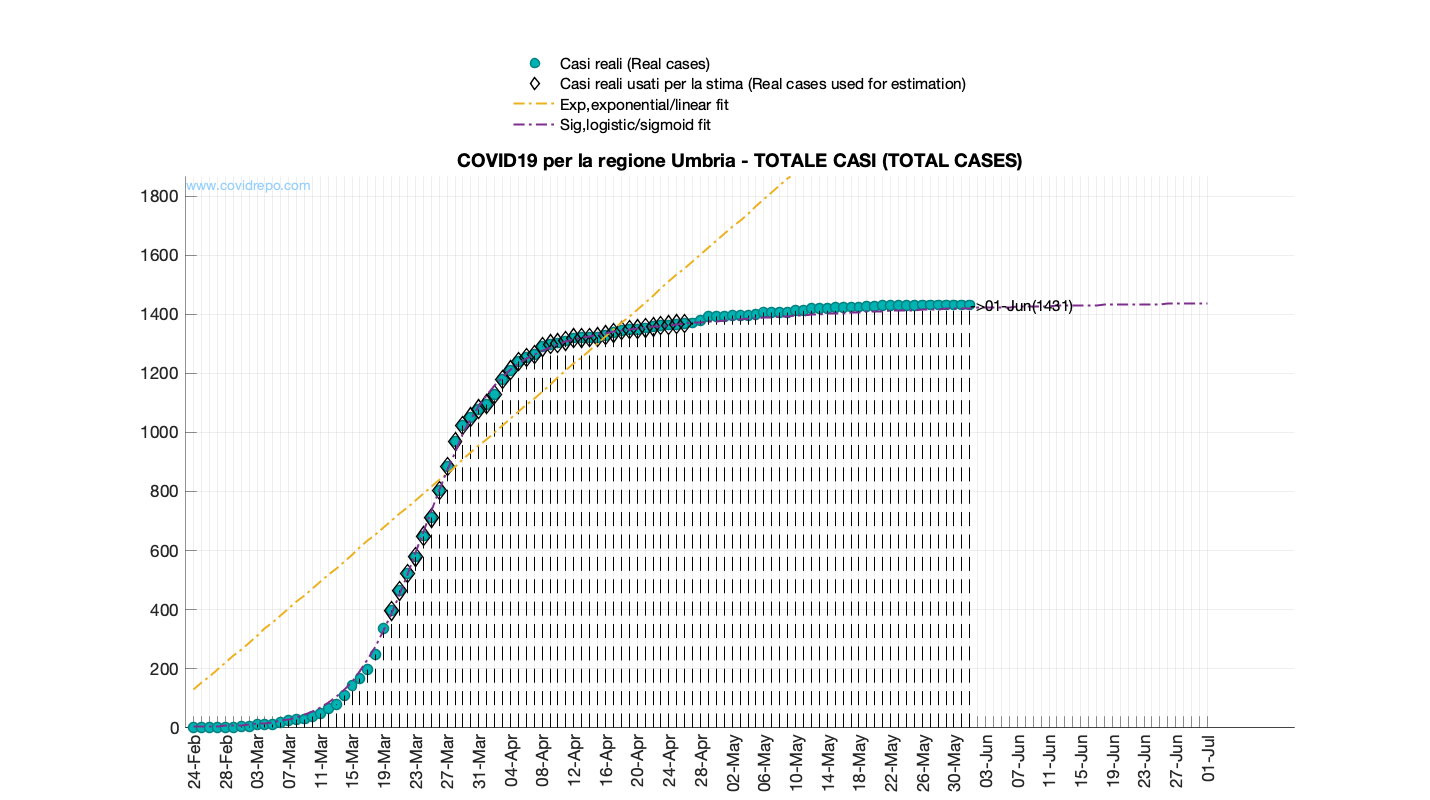 Casi reali (Real cases)
Casi reali usati per la stima (Real cases used for estimation)
Exp,exponential/linear fit
Sig,logistic/sigmoid fit
COVID19 per la regione Umbria - TOTALE CASI (TOTAL CASES)
www.covidrepo.com
1800
1600
1400
1200
1000
800
600
400
200
0
>01-Jun(1431)
24-Feb
28-Feb
03-Mar
07-Mar
11-Mar
15-Mar
19-Mar
23-Mar
27-Mar
31-Mar
04-Apr
08-Apr
12-Apr
16-Apr
20-Apr
24-Apr
28-Apr
02-May
06-May
10-May
14-May
18-May
22-May
26-May
30-May
03-Jun
07-Jun
11-Jun
15-Jun
19-Jun
23-Jun
27-Jun
01-Jul